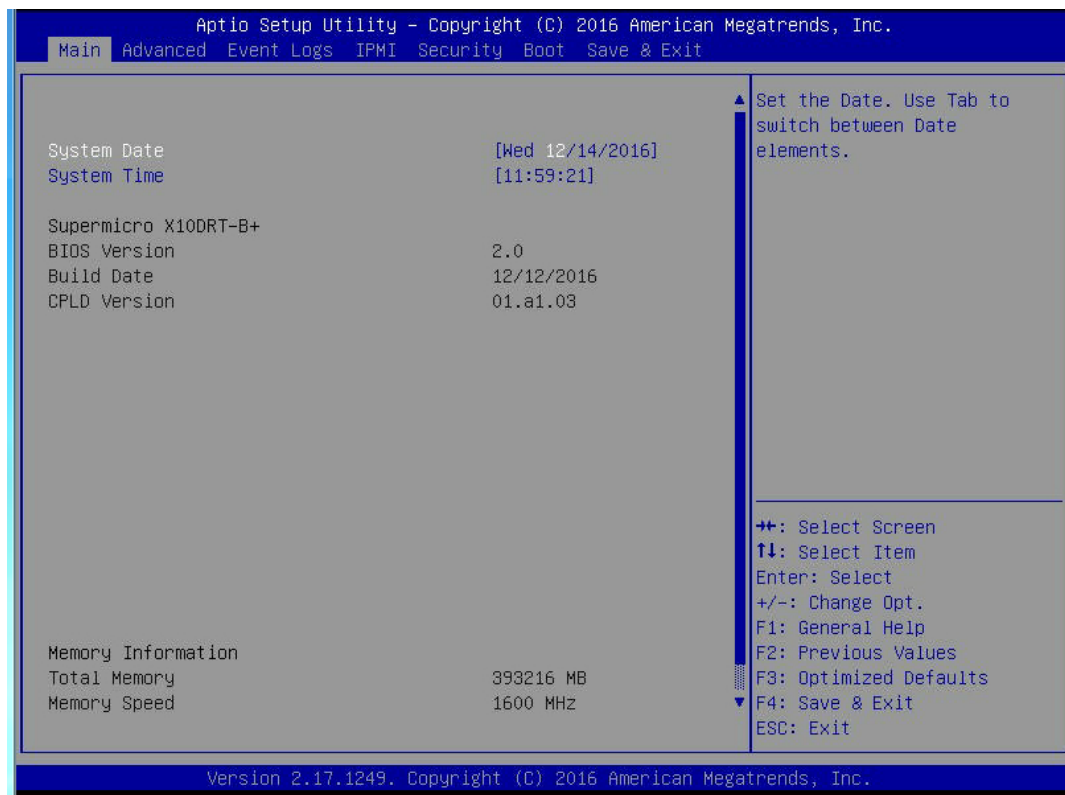 Aptio Setup Utility – Copyright (C) 2016 American Megatrends, Inc.
Main Advanced Event Logs IPMI Security Boot Save & Exit
System Date [Wed 12/14/2016]
System Time [11:59:21]
Supermicro X10DRT-B+
BIOS Version 2.0
Build Date 12/12/2016
CPLD Version 01.a1.03
Memory Information
Total Memory 393216 MB
Memory Speed 1600 MHz
Set the Date. Use Tab to
switch between Date
elements.
→←: Select Screen
↑↓: Select Item
Enter: Select
+/-: Change Opt.
F1: General Help
F2: Previous Values
F3: Optimized Defaults
F4: Save & Exit
ESC: Exit
Version 2.17.1249. Copyright (C) 2016 American Megatrends, Inc.